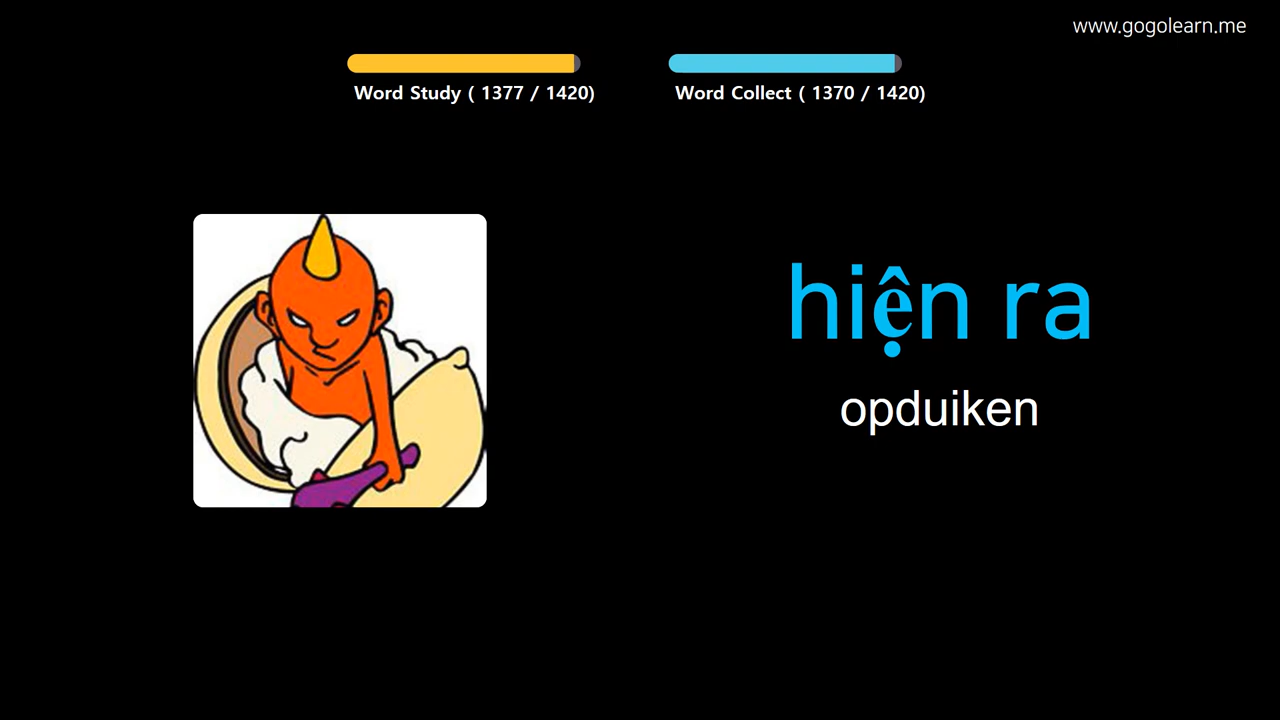 www.gogolearn.me
Word Study ( 1377 / 1420)
Word Collect ( 1370 / 1420)
hiện ra
opduiken